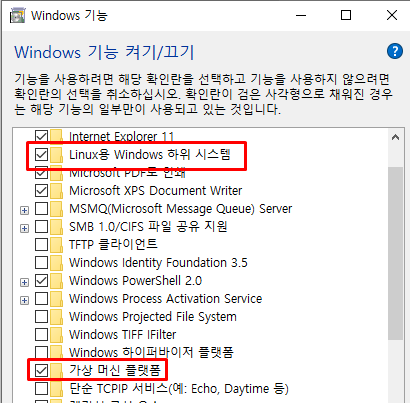 Windows 기능
Windows 기능 켜기/끄기
기능을 사용하려면 해당 확인란을 선택하고 기능을 사용하지 않으려면
확인란의 선택을 취소하십시오. 확인란이 검은 사각형으로 채워진 경우
는 해당 기능의 일부만이 사용되고 있는 것입니다.
Internet Explorer 11
Linux용 Windows 하위 시스템
Microsoft PDF로 인쇄
Microsoft XPS Document Writer
MSMQ(Microsoft Message Queue) Server
SMB 1.0/CIFS 파일 공유 지원
TFTP 클라이언트
Windows Identity Foundation 3.5
Windows PowerShell 2.0
Windows Process Activation Service
Windows Projected File System
Windows TIFF IFilter
Windows 하이퍼바이저 플랫폼
가상 머신 플랫폼
단순 TCPIP 서비스(예: Echo, Daytime 등)